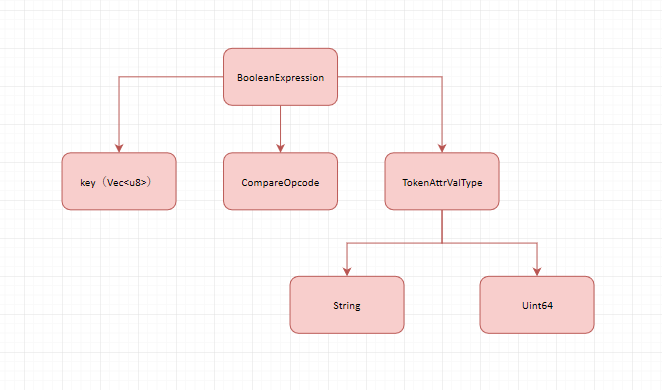 BooleanExpression
key（Vec<u8>）
CompareOpcode
TokenAttrValType
String
Uint64